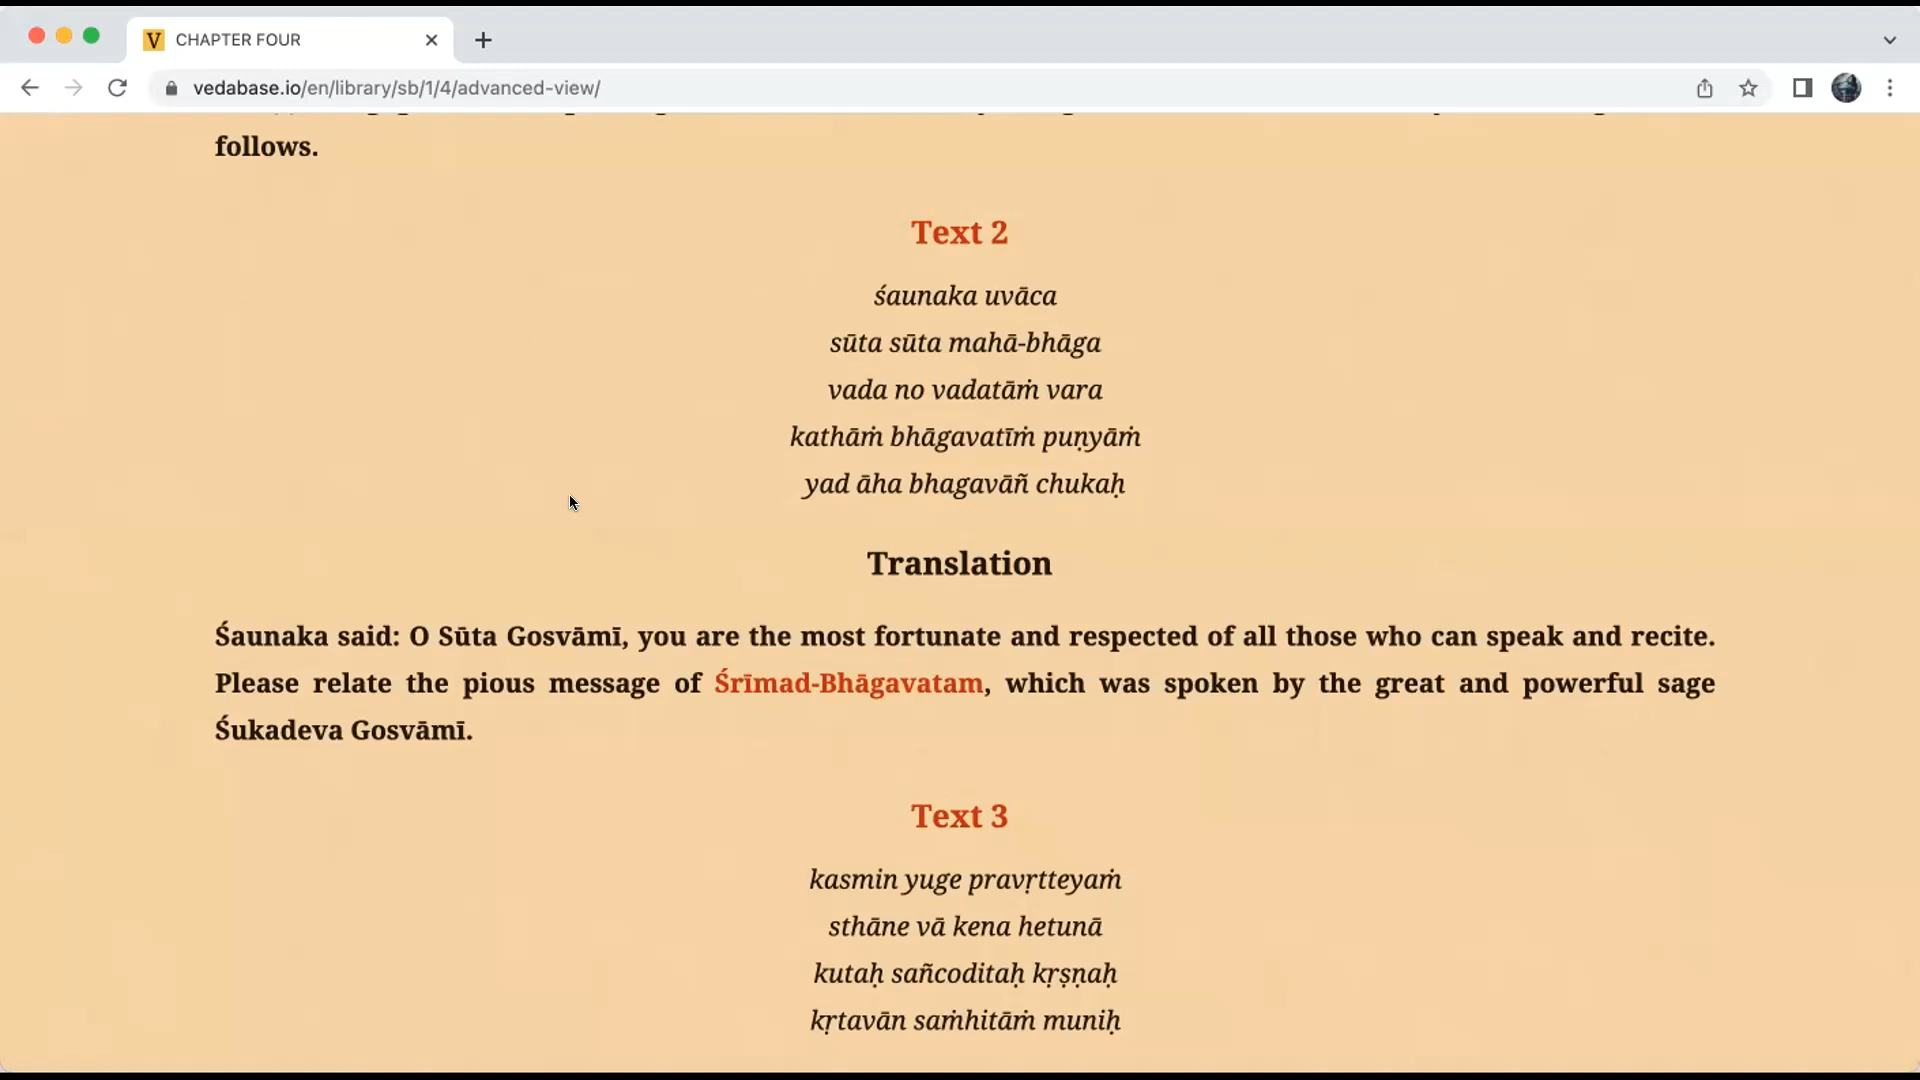 CHAPTER FOUR
vedabase.io/en/library/sb/1/4/advanced-view/
follows.
Text 2
śaunaka uvāca
sūta sūta mahā-bhāga
vada no vadatāṁ vara
kathāṁ bhāgavatīṁ puṇyāṁ
yad āha bhagavāñ chukaḥ
Translation
Śaunaka said: O Sūta Gosvāmī, you are the most fortunate and respected of all those who can speak and recite.
Please relate the pious message of Śrīmad-Bhāgavatam, which was spoken by the great and powerful sage
Śukadeva Gosvāmī.
Text 3
kasmin yuge pravṛtteyaṁ
sthāne vā kena hetunā
kutaḥ sañcoditaḥ kṛṣṇaḥ
kṛtavān saṁhitāṁ muniḥ